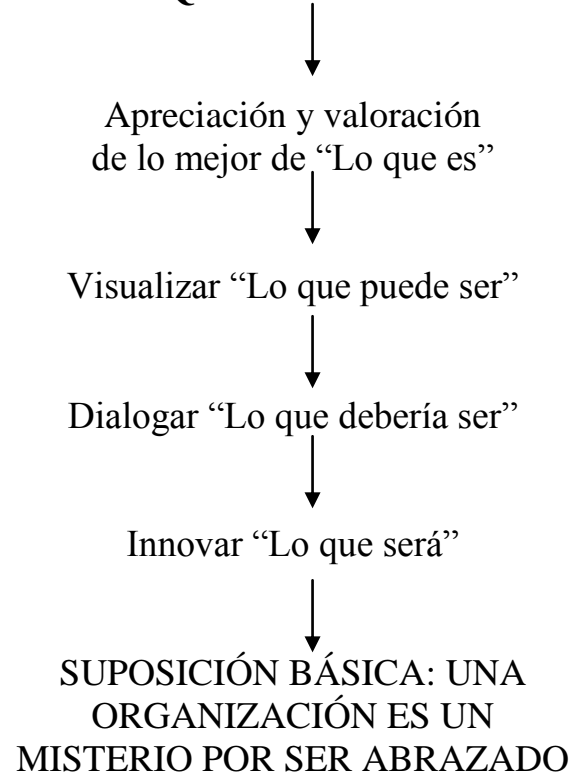 Apreciación y valoración
de lo mejor de “Lo que es”
Visualizar “Lo que puede ser”
Dialogar “Lo que debería ser”
Innovar “Lo que será”
SUPOSICIÓN BÁSICA: UNA
ORGANIZACIÓN ES UN
MISTERIO POR SER ABRAZADO